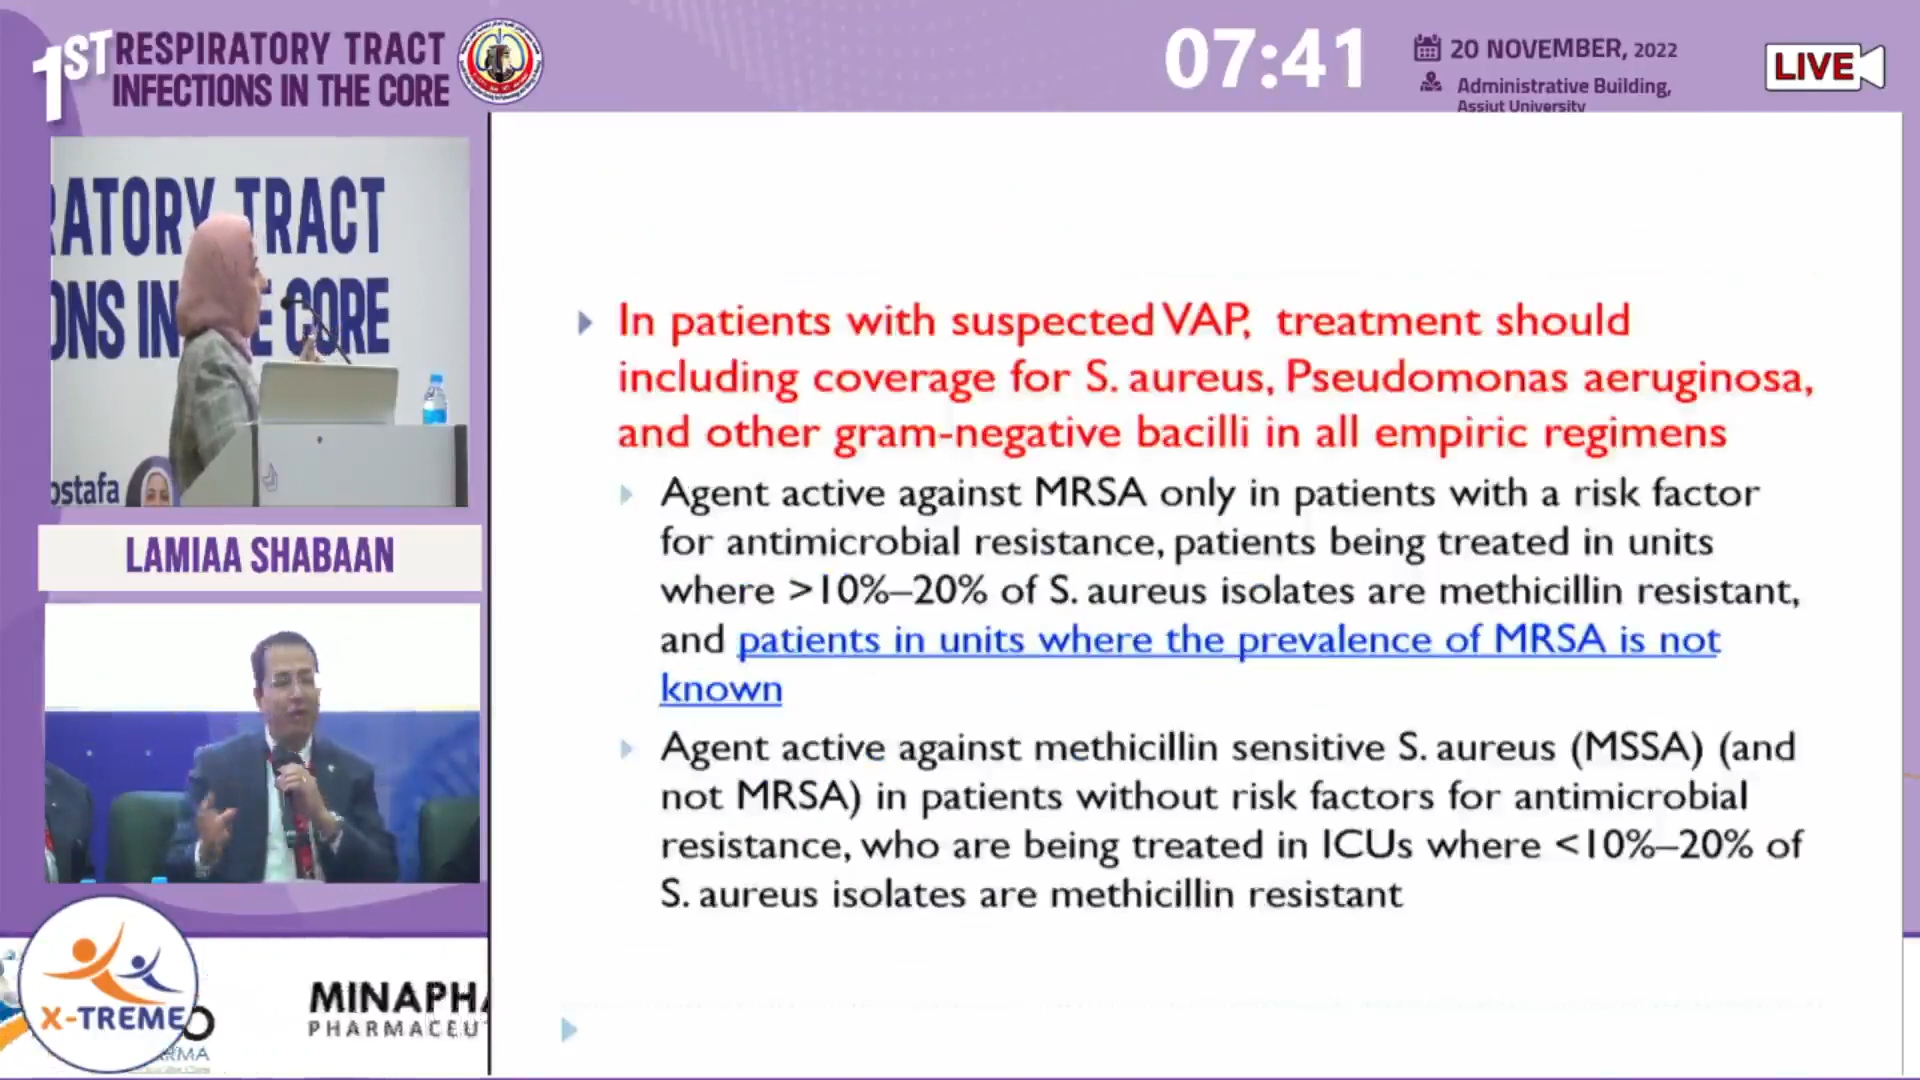 1ST RESPIRATORY TRACT
INFECTIONS IN THE CORE
07:41
20 NOVEMBER, 2022
Administrative Building,
Assiut University
LIVE
RATORY TRACT
ONS IN THE CORE
ostafa
LAMIAA SHABAAN
In patients with suspected VAP, treatment should
including coverage for S. aureus, Pseudomonas aeruginosa,
and other gram-negative bacilli in all empiric regimens
Agent active against MRSA only in patients with a risk factor
for antimicrobial resistance, patients being treated in units
where >10%–20% of S. aureus isolates are methicillin resistant,
and patients in units where the prevalence of MRSA is not
known
Agent active against methicillin sensitive S. aureus (MSSA) (and
not MRSA) in patients without risk factors for antimicrobial
resistance, who are being treated in ICUs where <10%–20% of
S. aureus isolates are methicillin resistant
X-TREME
MINAPHA
PHARMACEUT